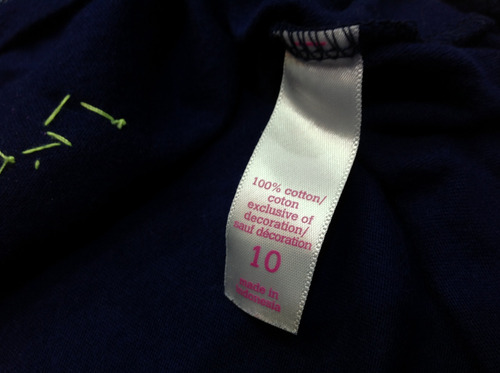 100% cotton/
coton
exclusive of
decoration/
sauf décoration
10
made in
indonesia